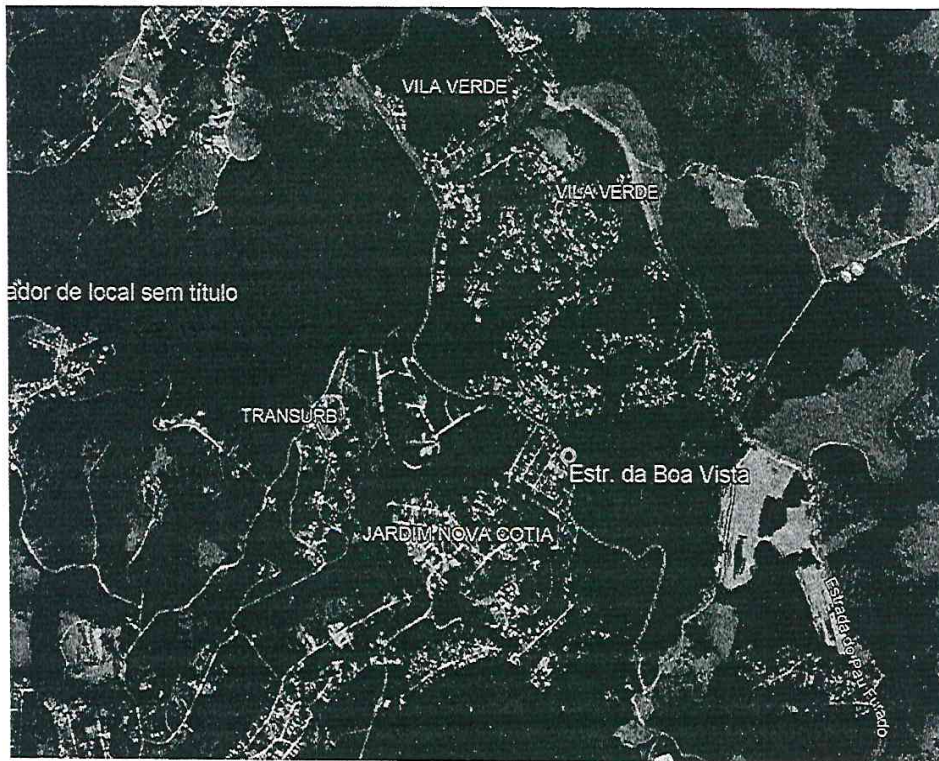 VILA VERDE
VILA VERDE
ador de local sem título
TRANSURB
Estr. da Boa Vista
JARDIM NOVA COTIA
Estrada do Pau Furado